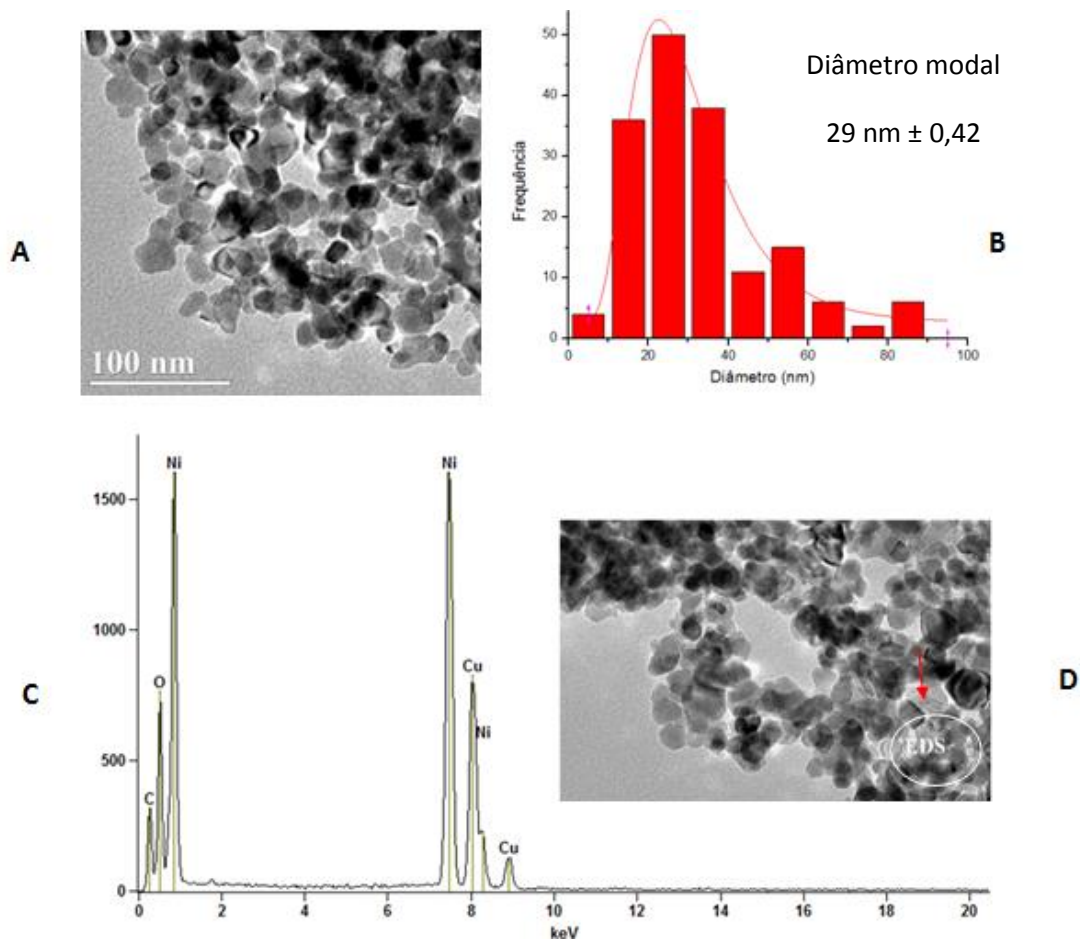 A
100 nm
Diâmetro modal
29 nm ± 0,42
B
Frequência
50
40
30
20
10
0
0 20 40 60 80 100
Diâmetro (nm)
C
1500
1000
500
0
Ni
O
C
Ni
Cu
Ni
Cu
0 2 4 6 8 10 12 14 16 18 20
keV
EDS
D